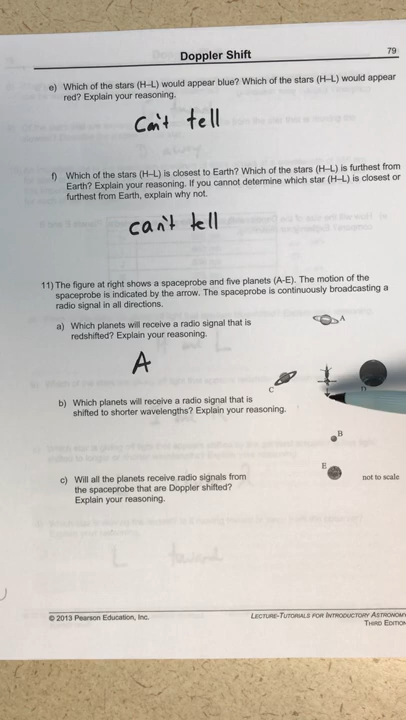 Doppler Shift
79
e) Which of the stars (H–L) would appear blue? Which of the stars (H–L) would appear
red? Explain your reasoning.
Can't tell
f) Which of the stars (H–L) is closest to Earth? Which of the stars (H–L) is furthest from
Earth? Explain your reasoning. If you cannot determine which star (H–L) is closest or
furthest from Earth, explain why not.
can't tell
11) The figure at right shows a spaceprobe and five planets (A-E). The motion of the
spaceprobe is indicated by the arrow. The spaceprobe is continuously broadcasting a
radio signal in all directions.
a) Which planets will receive a radio signal that is
redshifted? Explain your reasoning.
A
A
C
D
b) Which planets will receive a radio signal that is
shifted to shorter wavelengths? Explain your reasoning.
B
E
not to scale
c) Will all the planets receive radio signals from
the spaceprobe that are Doppler shifted?
Explain your reasoning.
© 2013 Pearson Education, Inc.
LECTURE-TUTORIALS FOR INTRODUCTORY ASTRONOMY
THIRD EDITION